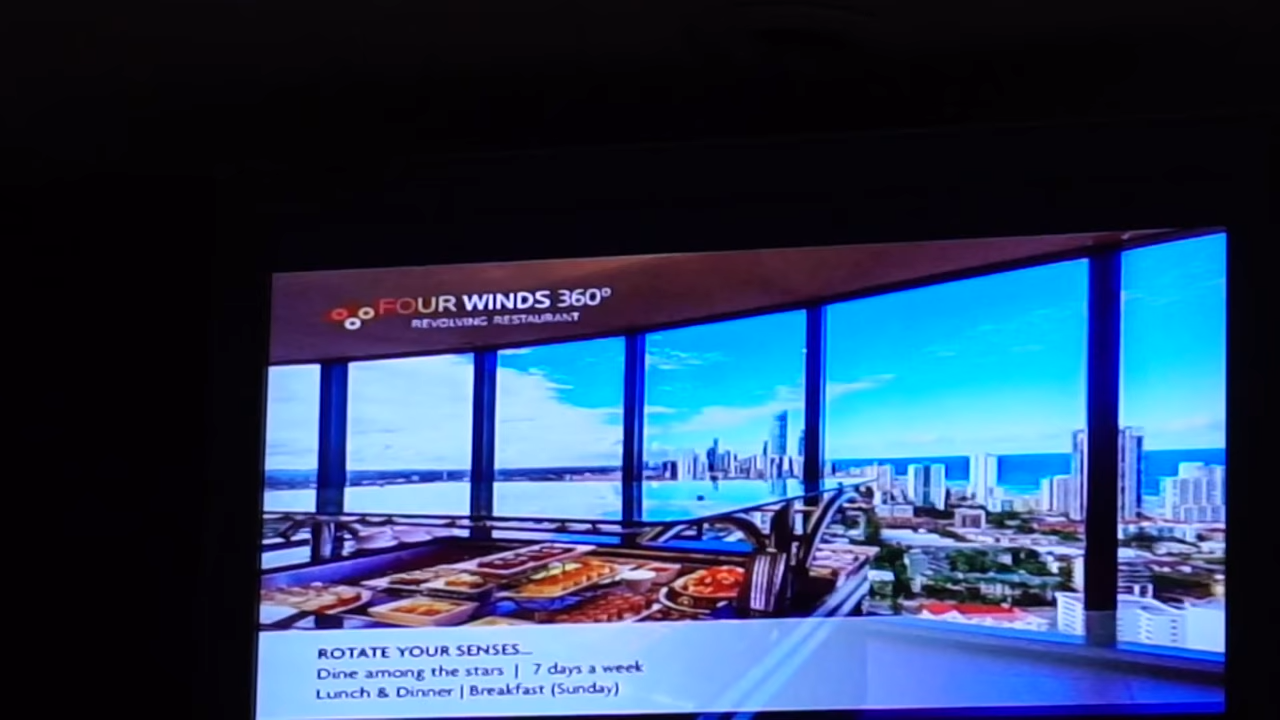 FOUR WINDS 360°
REVOLVING RESTAURANT
ROTATE YOUR SENSES...
Dine among the stars | 7 days a week
Lunch & Dinner | Breakfast (Sunday)